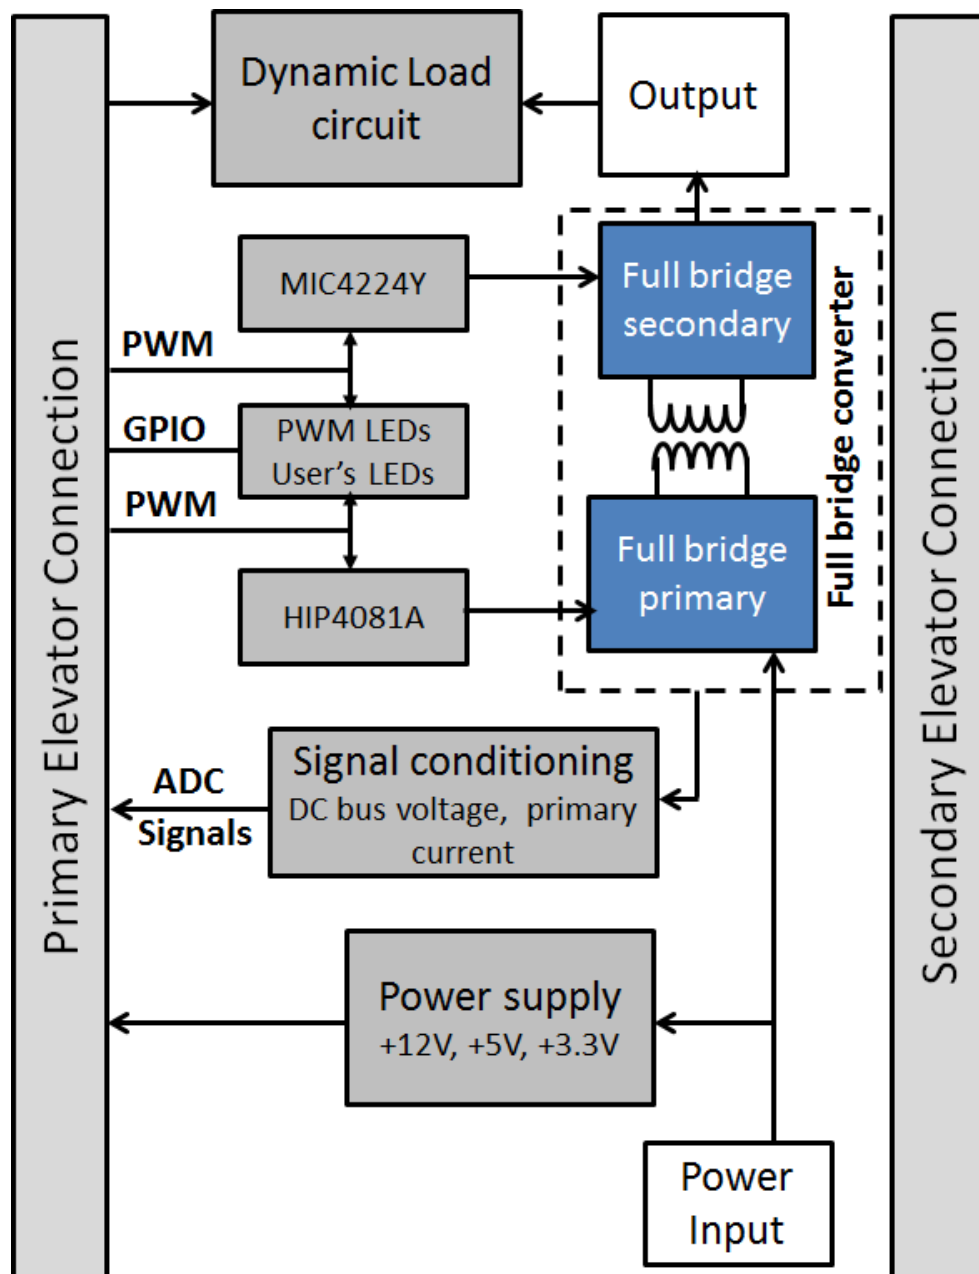 Primary Elevator Connection
Dynamic Load
circuit
Output
MIC4224Y
Full bridge
secondary
PWM
GPIO
PWM LEDs
User's LEDs
PWM
Full bridge converter
Full bridge
primary
HIP4081A
Signal conditioning
DC bus voltage, primary
current
ADC
Signals
Power supply
+12V, +5V, +3.3V
Power
Input
Secondary Elevator Connection